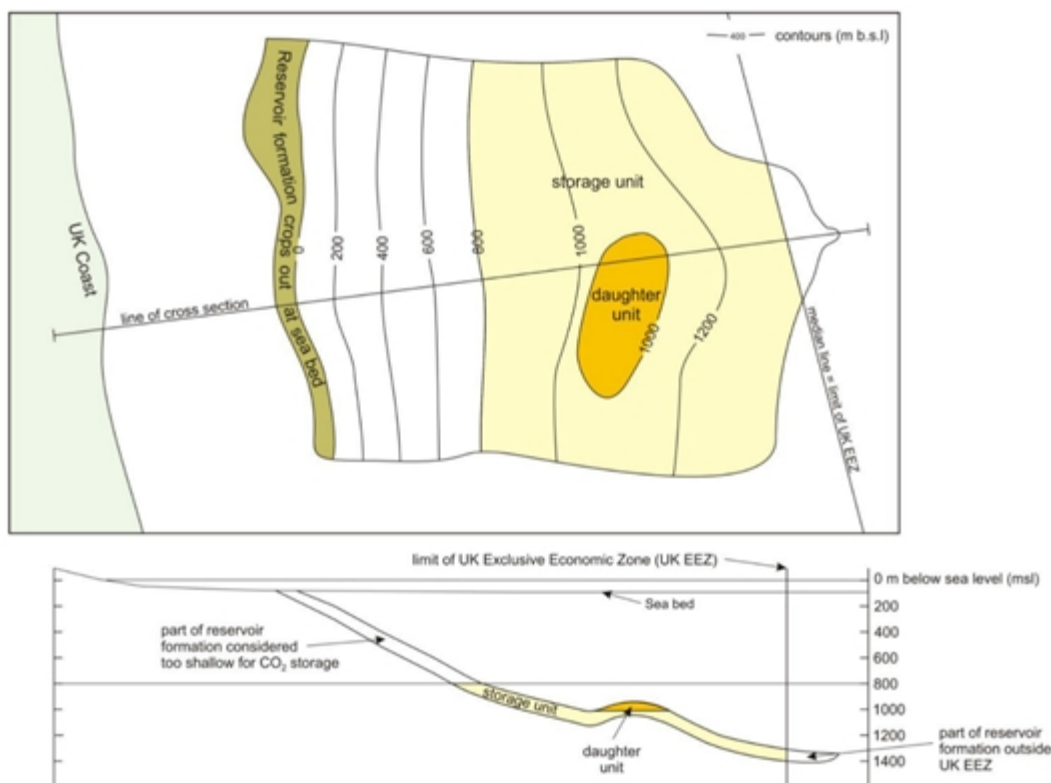 400
contours (m b.s.l)
Reservoir formation crops out at sea bed
UK Coast
line of cross section
0
200
400
600
800
1000
storage unit
daughter
unit
1000
1200
median line = limit of UK EEZ
limit of UK Exclusive Economic Zone (UK EEZ)
0 m below sea level (msl)
Sea bed
200
400
600
800
1000
1200
1400
part of reservoir
formation considered
too shallow for CO2 storage
storage unit
daughter
unit
part of reservoir
formation outside
UK EEZ